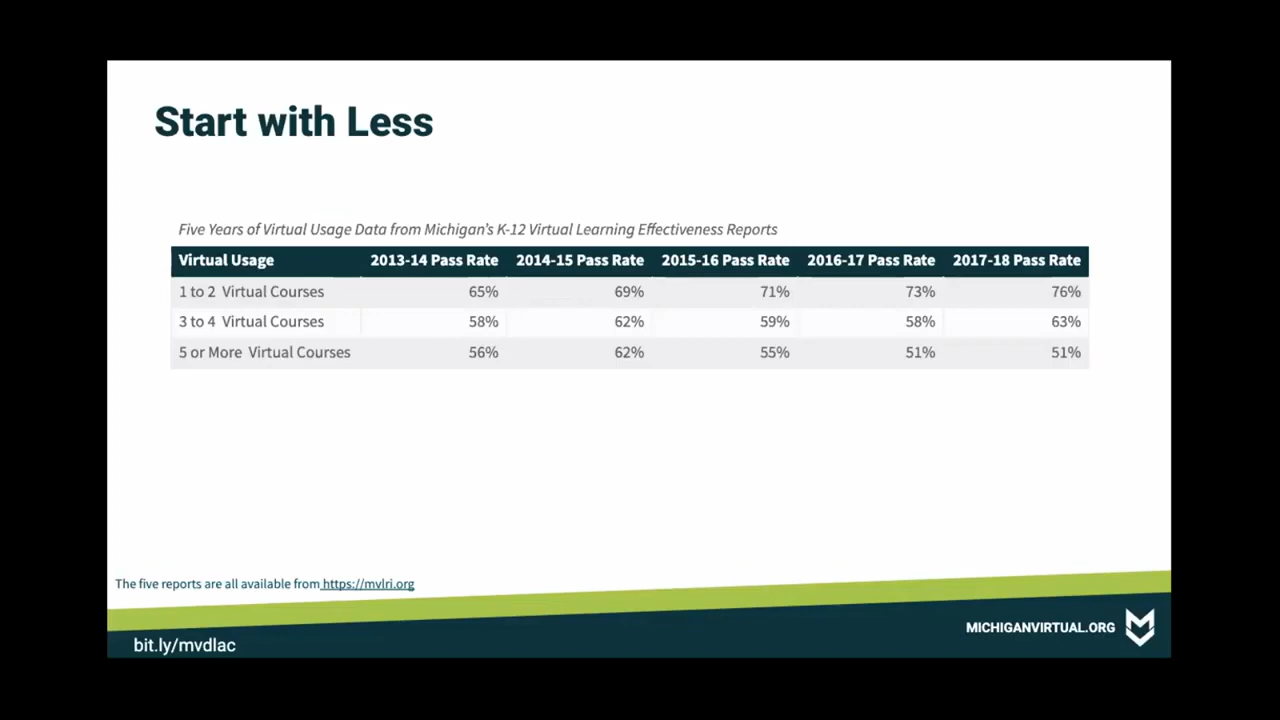 Start with Less
Five Years of Virtual Usage Data from Michigan's K-12 Virtual Learning Effectiveness Reports
Virtual Usage 2013-14 Pass Rate 2014-15 Pass Rate 2015-16 Pass Rate 2016-17 Pass Rate 2017-18 Pass Rate
1 to 2 Virtual Courses 65% 69% 71% 73% 76%
3 to 4 Virtual Courses 58% 62% 59% 58% 63%
5 or More Virtual Courses 56% 62% 55% 51% 51%
The five reports are all available from https://mvlri.org
MICHIGANVIRTUAL.ORG
bit.ly/mvdlac